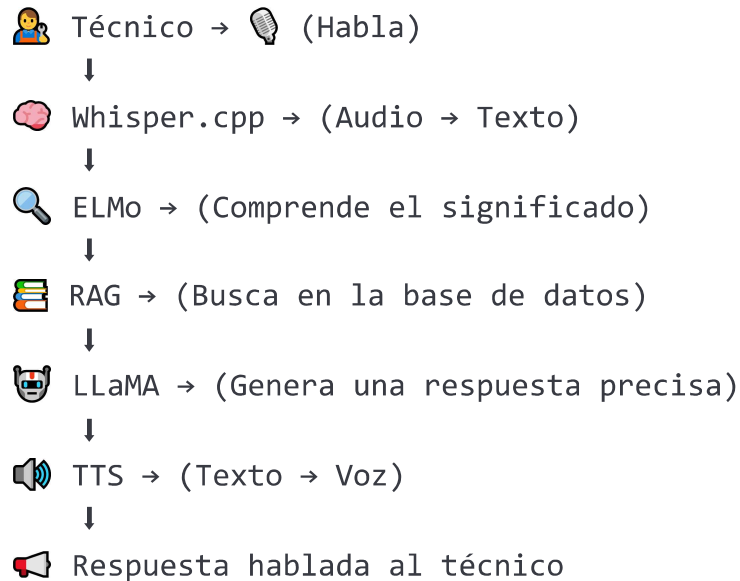 Técnico → (Habla)
Whisper.cpp → (Audio → Texto)
ELMo → (Comprende el significado)
RAG → (Busca en la base de datos)
LLaMA → (Genera una respuesta precisa)
TTS → (Texto → Voz)
Respuesta hablada al técnico